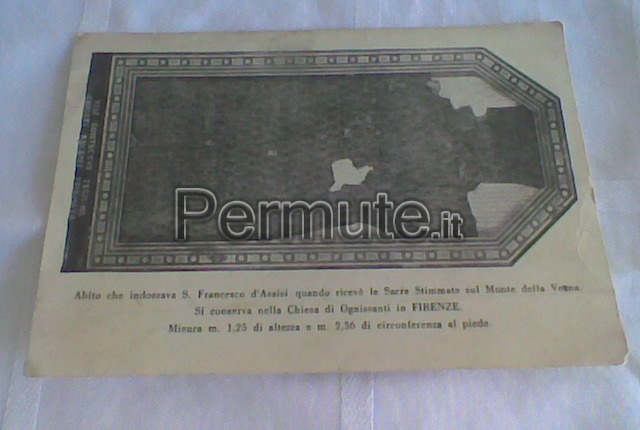 Permute.it
Abito che indossava S. Francesco d'Assisi quando ricevè le Sacre Stimmate sul Monte della Verna.
Si conserva nella Chiesa di Ognissanti in FIRENZE.
Misura m. 1,25 di altezza e m. 2,36 di circonferenza al piede.